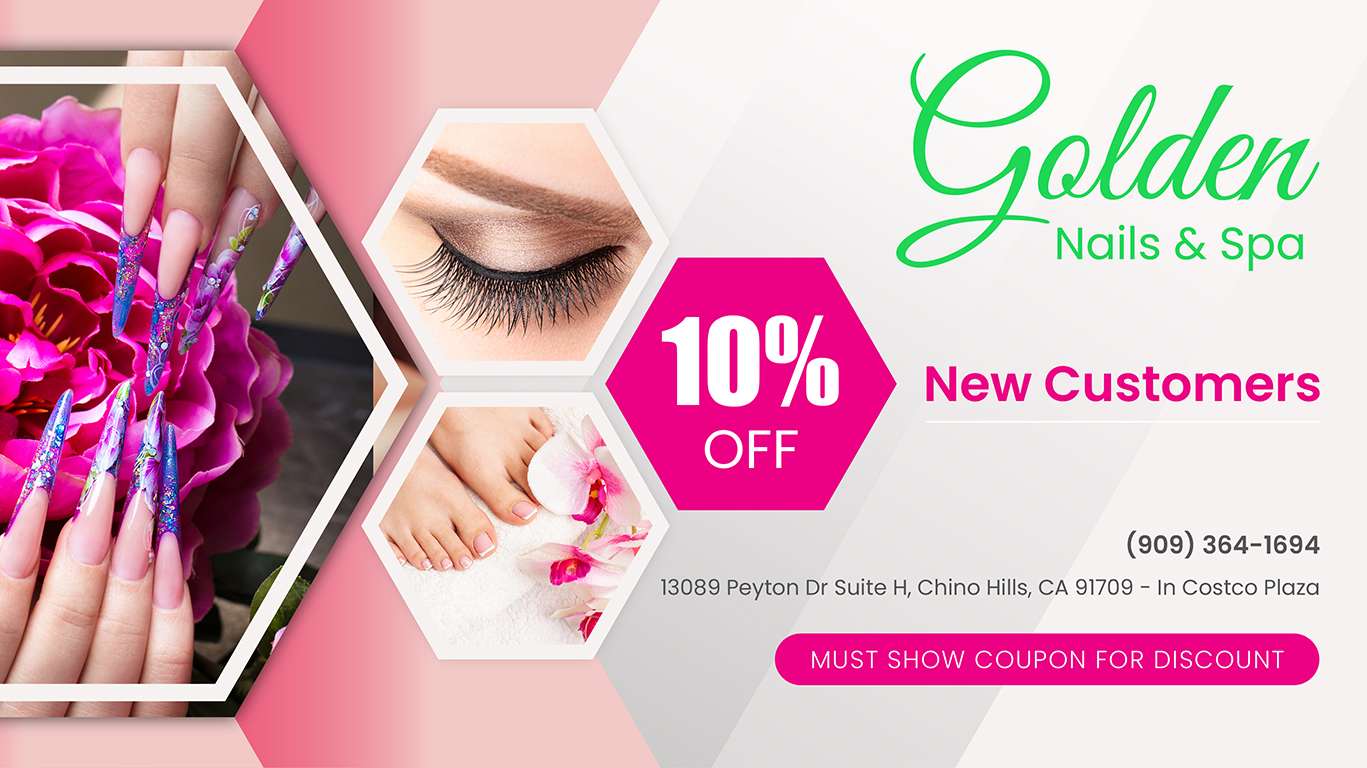 Golden
Nails & Spa
10%
OFF
New Customers
(909) 364-1694
13089 Peyton Dr Suite H, Chino Hills, CA 91709 - In Costco Plaza
MUST SHOW COUPON FOR DISCOUNT